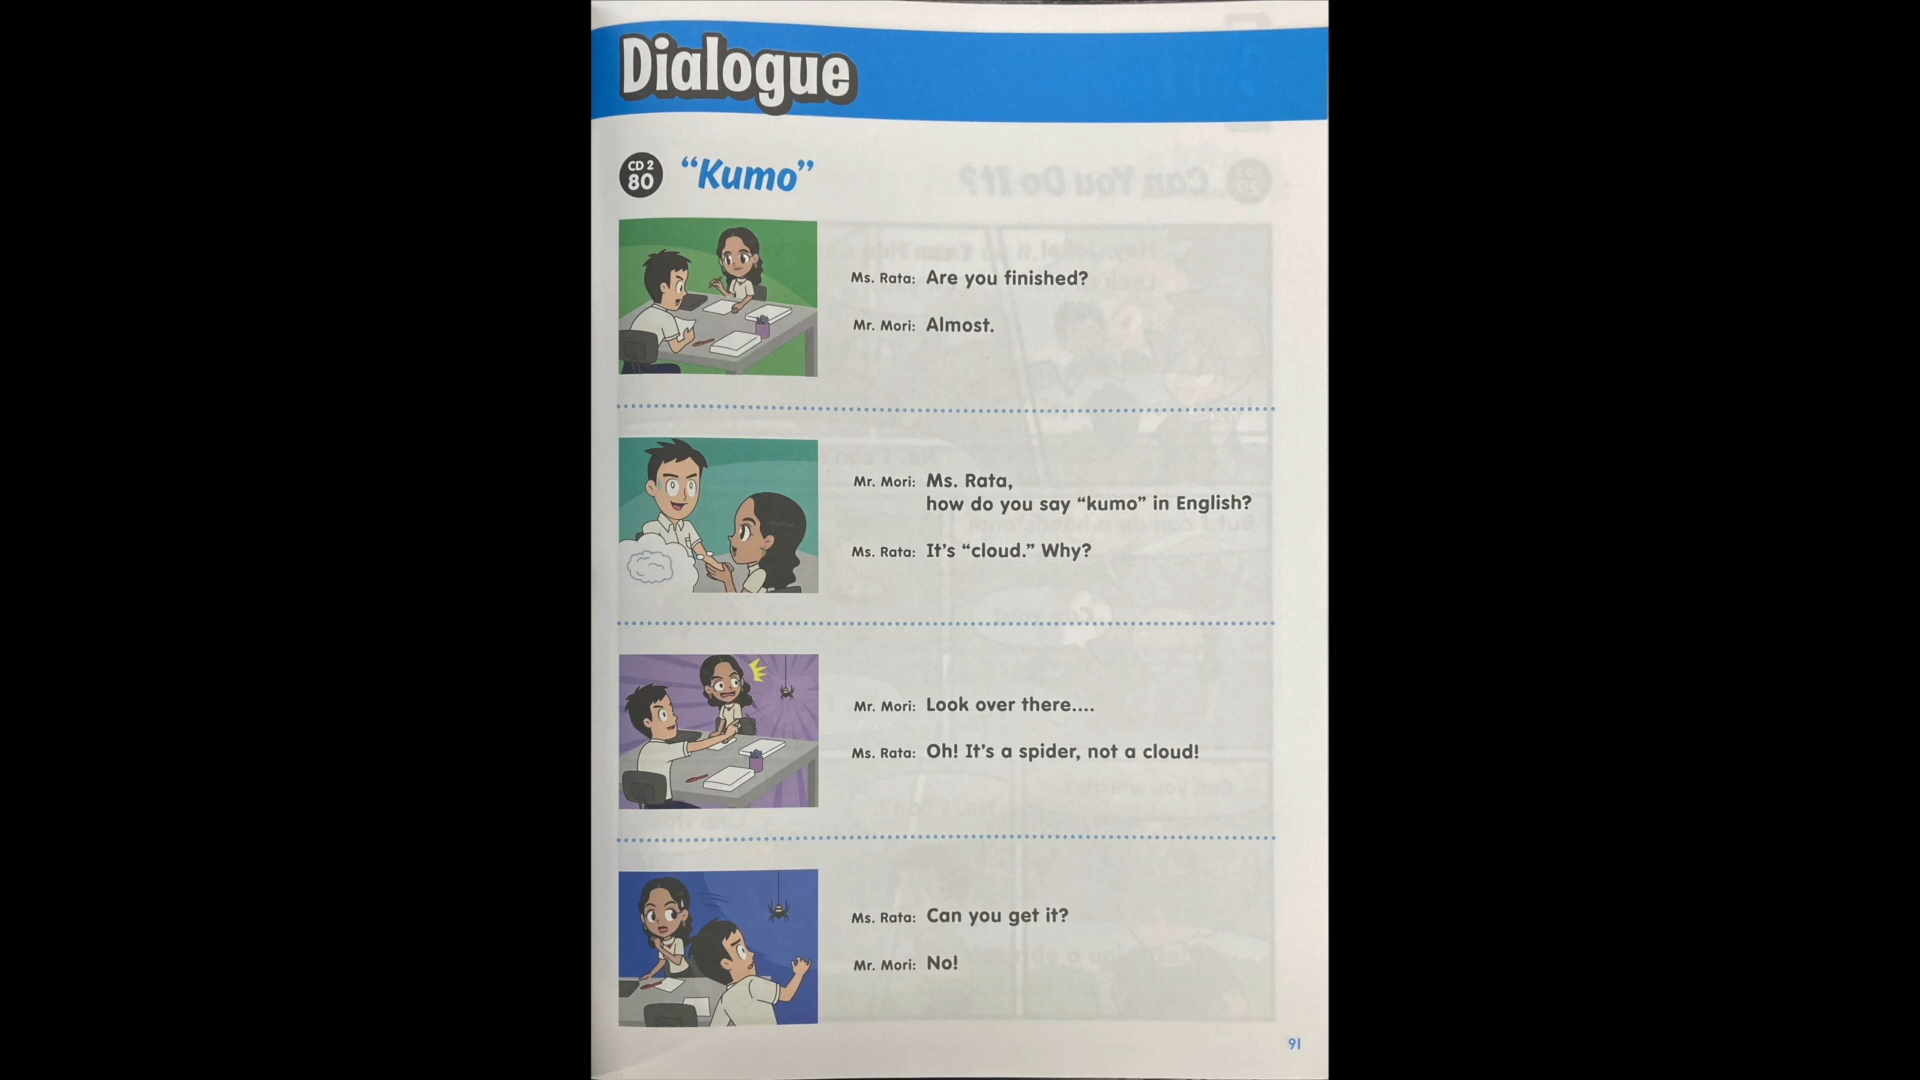 Dialogue
CD 2
80
“Kumo”
Ms. Rata: Are you finished?
Mr. Mori: Almost.
Mr. Mori: Ms. Rata,
how do you say “kumo” in English?
Ms. Rata: It’s “cloud.” Why?
Mr. Mori: Look over there....
Ms. Rata: Oh! It’s a spider, not a cloud!
Ms. Rata: Can you get it?
Mr. Mori: No!
91